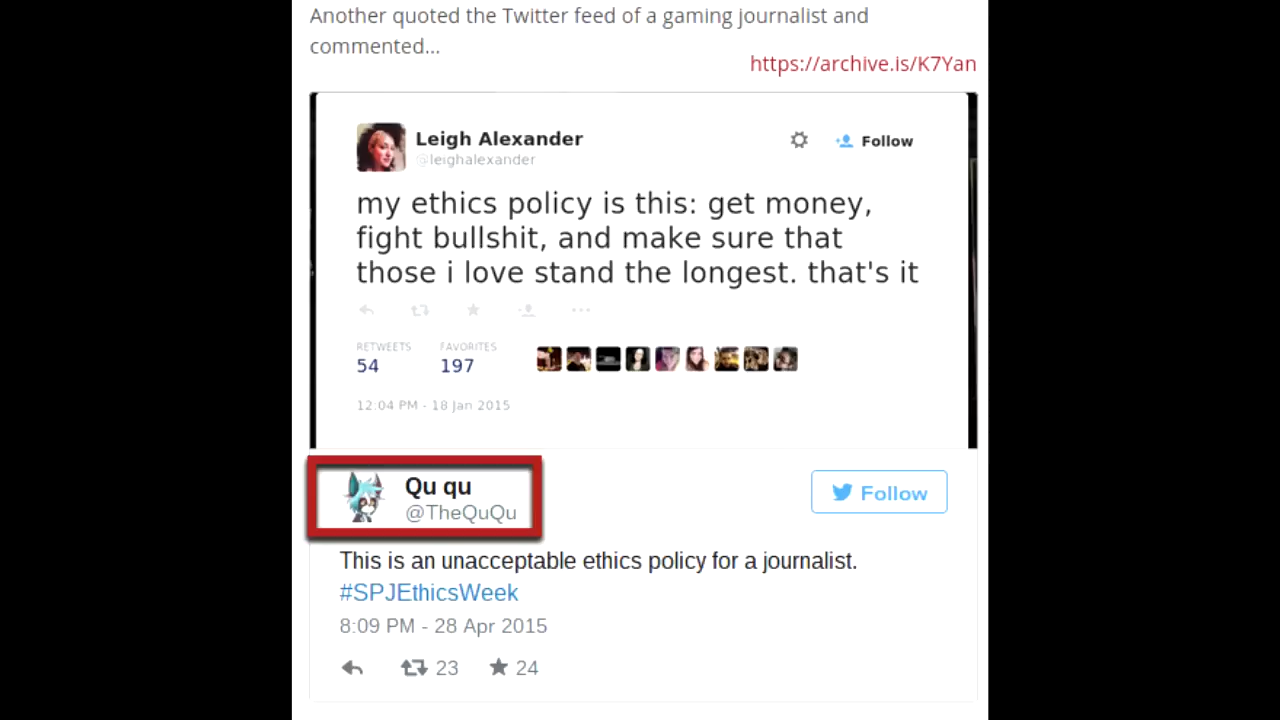 Another quoted the Twitter feed of a gaming journalist and
commented...
https://archive.is/K7Yan
Leigh Alexander
@leighalexander
Follow
my ethics policy is this: get money,
fight bullshit, and make sure that
those i love stand the longest. that's it
RETWEETS FAVORITES
54 197
12:04 PM - 18 Jan 2015
Qu qu
@TheQuQu
Follow
This is an unacceptable ethics policy for a journalist.
#SPJEthicsWeek
8:09 PM - 28 Apr 2015
23 24